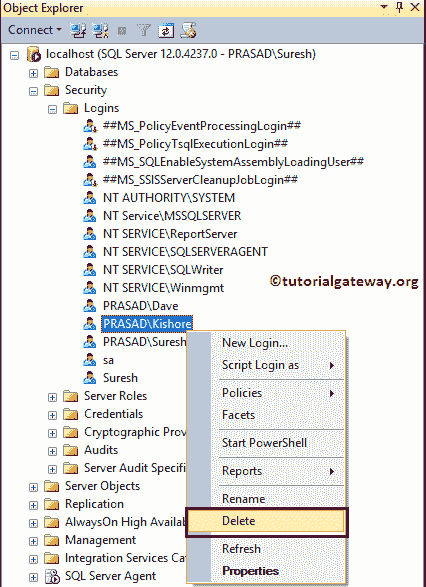 Object Explorer
Connect
localhost (SQL Server 12.0.4237.0 - PRASAD\Suresh)
Databases
Security
Logins
##MS_PolicyEventProcessingLogin##
##MS_PolicyTsqlExecutionLogin##
##MS_SQLEnableSystemAssemblyLoadingUser##
##MS_SSISServerCleanupJobLogin##
NT AUTHORITY\SYSTEM
NT Service\MSSQLSERVER
NT SERVICE\ReportServer
NT SERVICE\SQLSERVERAGENT
NT SERVICE\SQLWriter
NT SERVICE\Winmgmt
©tutorialgateway.org
PRASAD\Dave
PRASAD\Kishore
PRASAD\Suresh
sa
Suresh
Server Roles
Credentials
Cryptographic Prov
Audits
Server Audit Specifi
Server Objects
Replication
AlwaysOn High Availab
Management
Integration Services Cat
SQL Server Agent
New Login...
Script Login as
Policies
Facets
Start PowerShell
Reports
Rename
Delete
Refresh
Properties